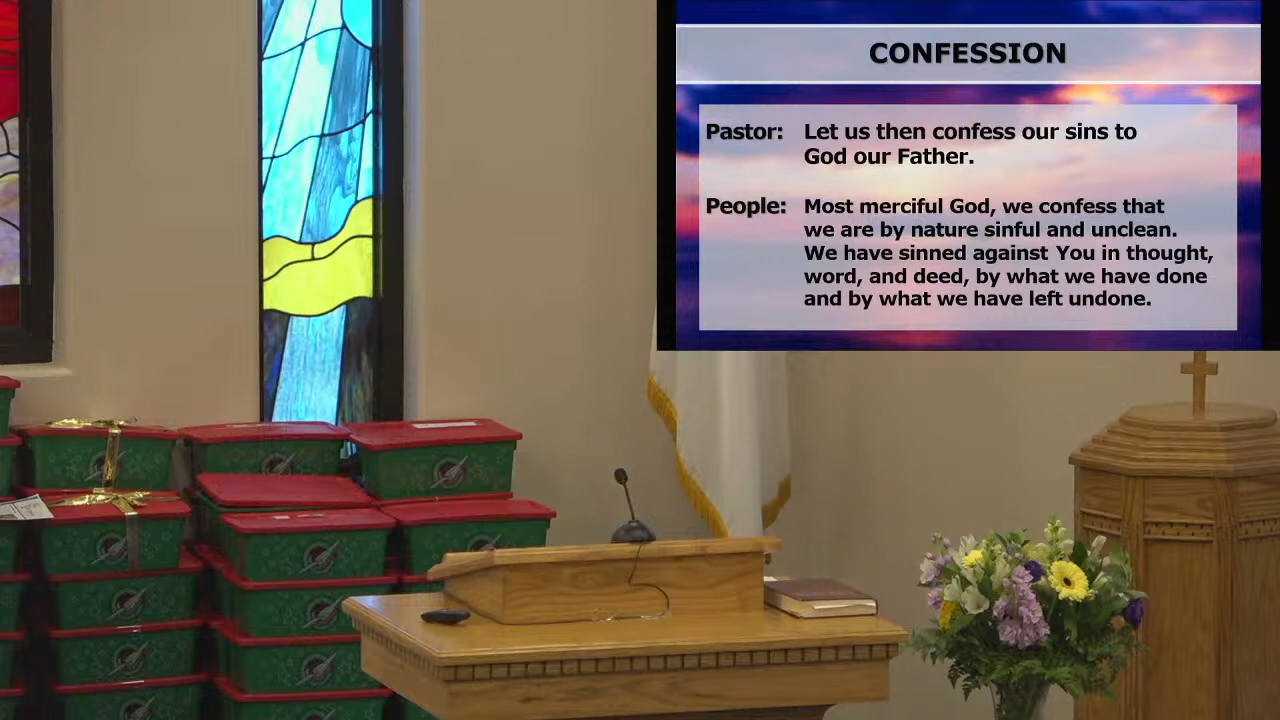 CONFESSION
Pastor: Let us then confess our sins to
God our Father.
People: Most merciful God, we confess that
we are by nature sinful and unclean.
We have sinned against You in thought,
word, and deed, by what we have done
and by what we have left undone.